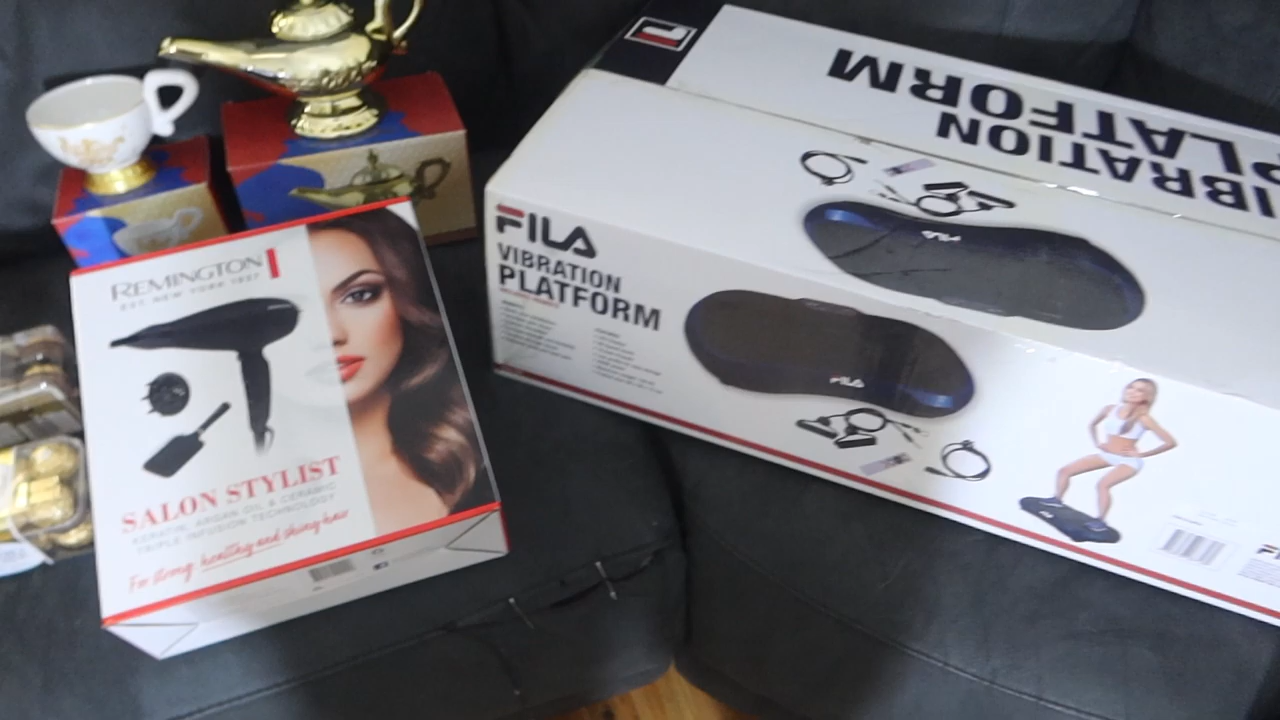 REMINGTON
EST. NEW YORK 1937
SALON STYLIST
KERATIN, ARGAN OIL & CERAMIC
TRIPLE INFUSION TECHNOLOGY
For strong, healthy and shiny hair
VIBRATION
PLATFORM
FILA
FILA
VIBRATION
PLATFORM
FILA